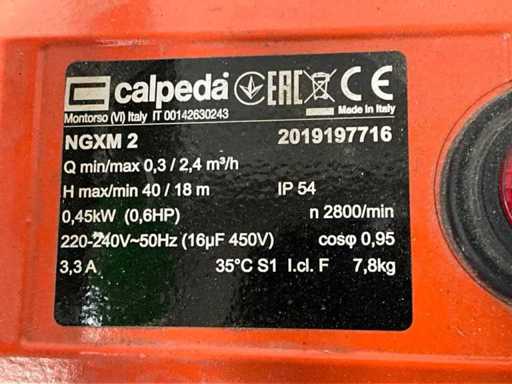 calpeda® EAC CE
Montorso (VI) Italy IT 00142630243 Made in Italy
NGXM 2 2019197716
Q min/max 0,3 / 2,4 m³/h
H max/min 40 / 18 m IP 54
0,45kW (0,6HP) n 2800/min
220-240V~50Hz (16µF 450V) cosφ 0,95
3,3 A 35°C S1 I.cl. F 7,8kg